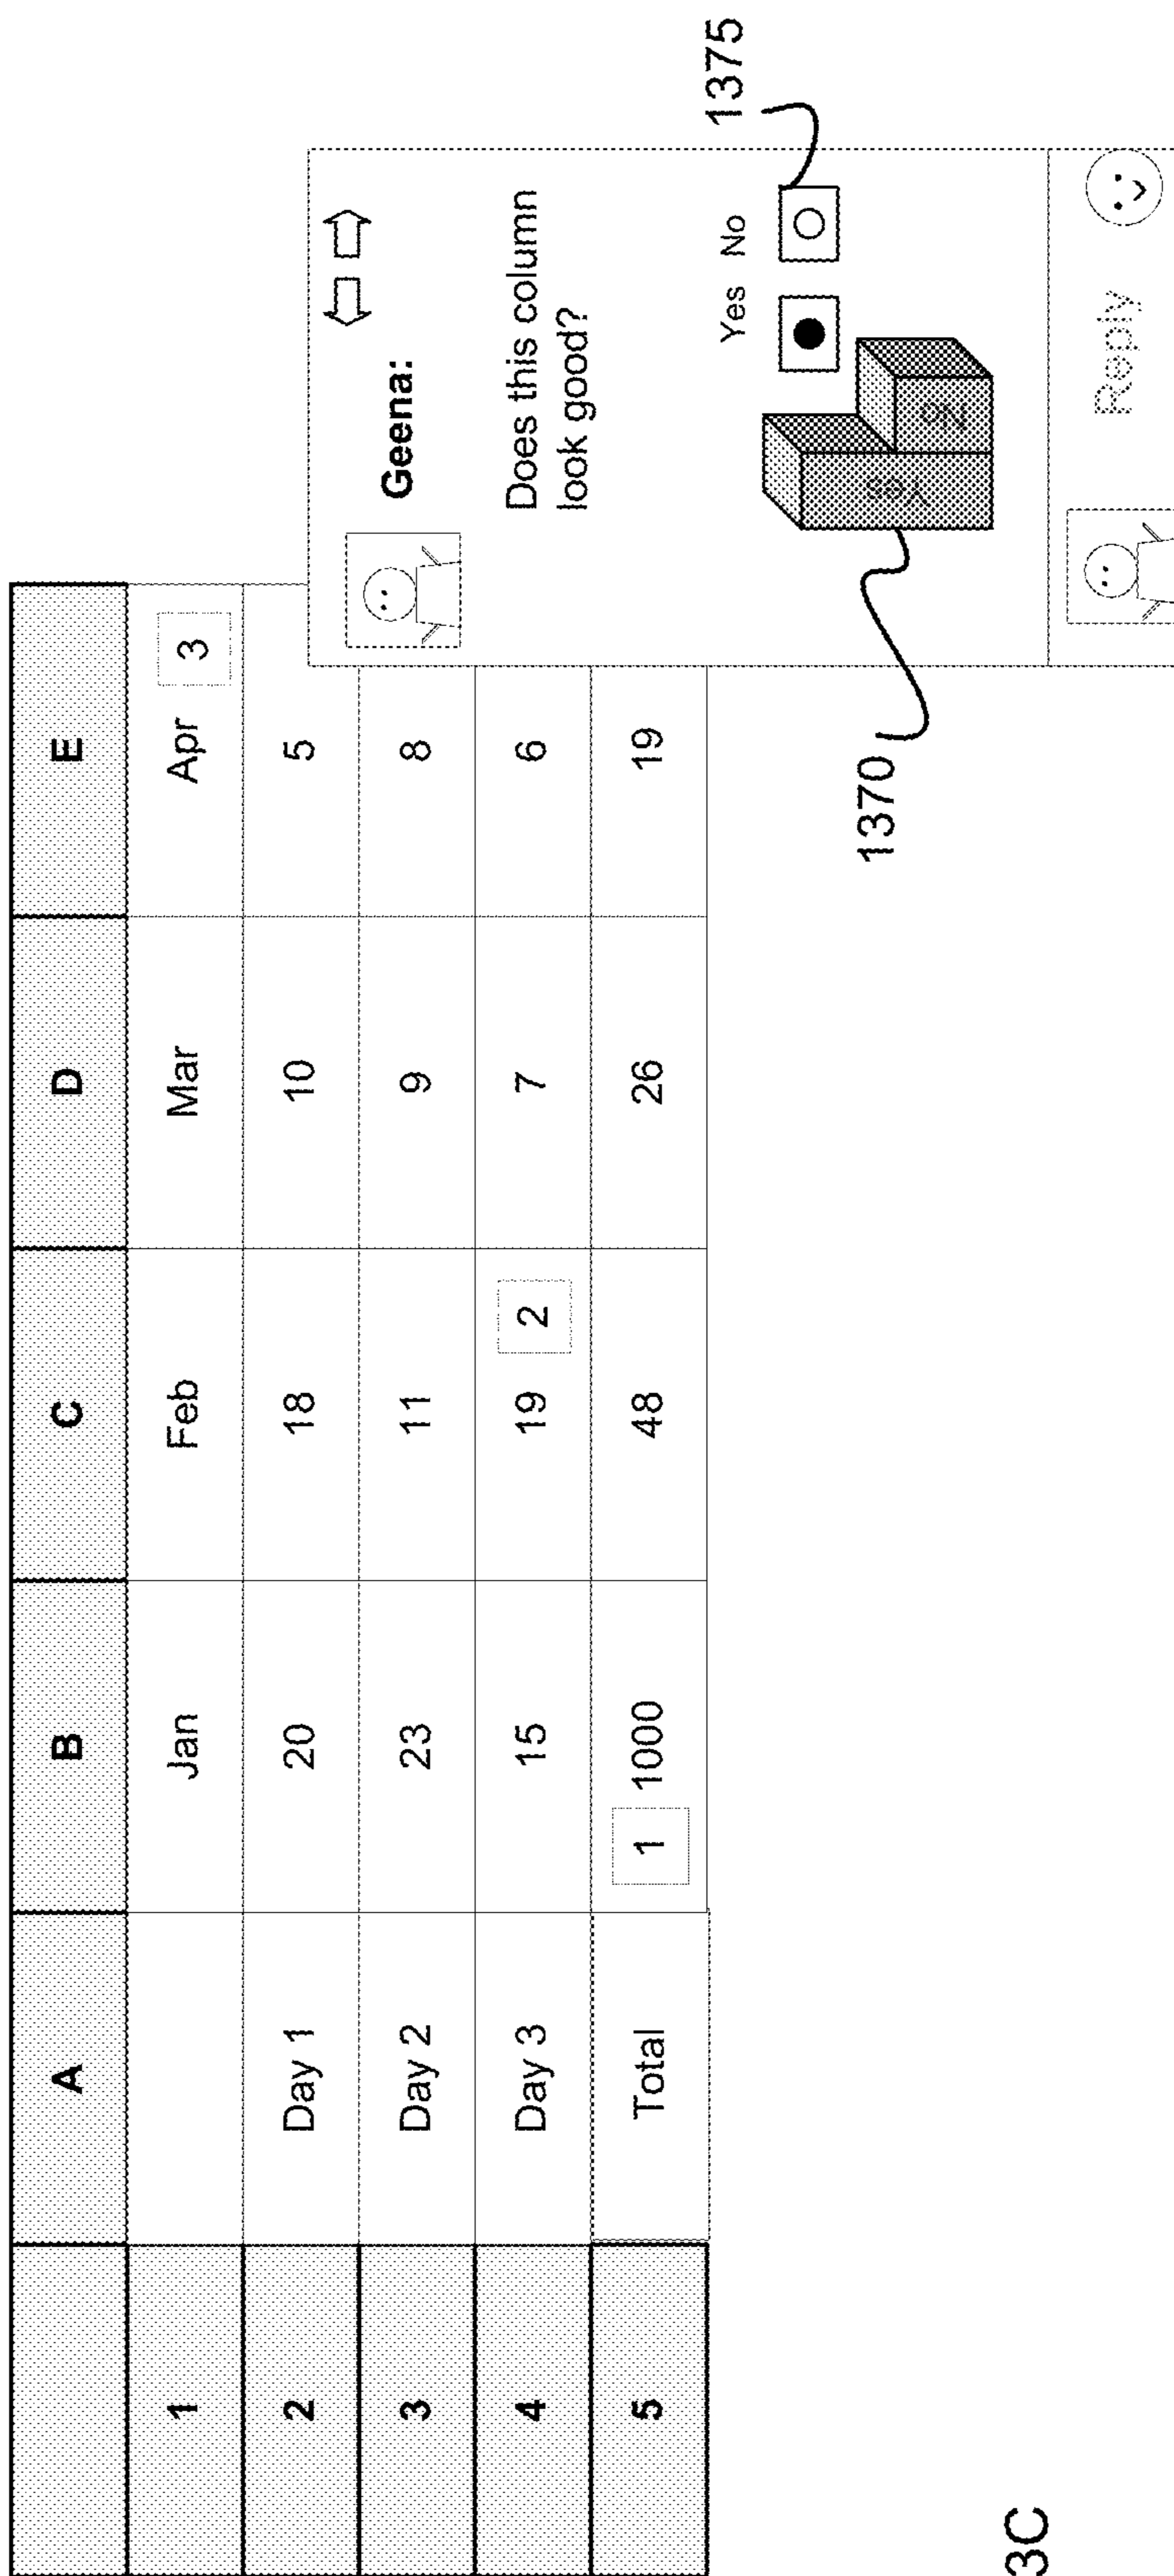 A B C D E
1 Jan Feb Mar Apr 3
2 Day 1 20 18 10 5
3 Day 2 23 11 9 8
4 Day 3 15 19 2 7 6
5 Total 1 1000 48 26 19
Geena:
Does this column
look good?
Yes No
Yes
No
1375
1370
Reply
3C